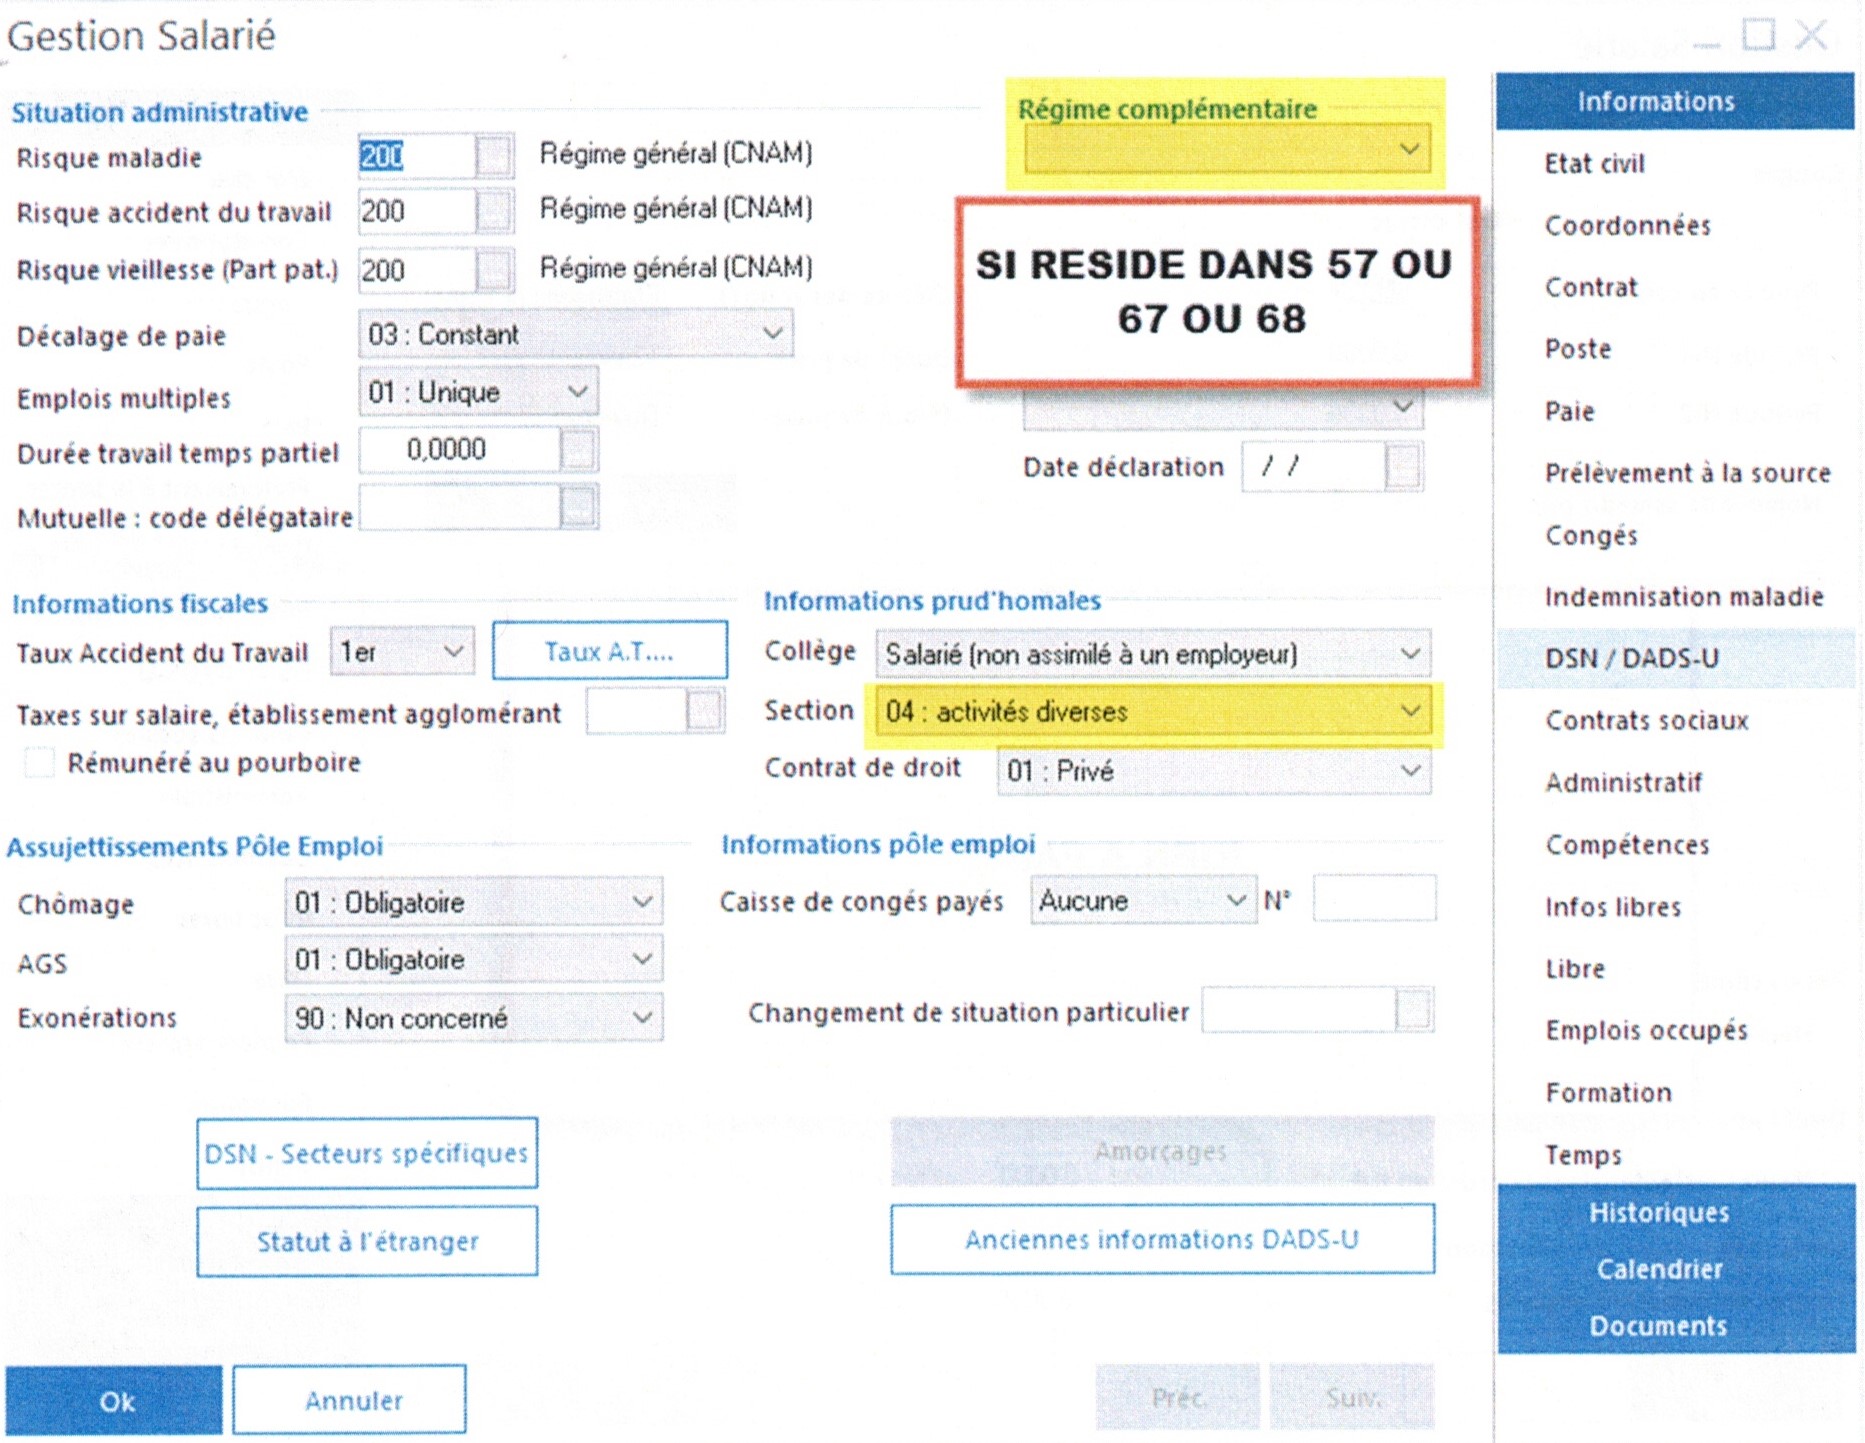 Gestion Salarié
Situation administrative
Risque maladie 200 Régime général (CNAM)
Risque accident du travail 200 Régime général (CNAM)
Risque vieillesse (Part pat.) 200 Régime général (CNAM)
Décalage de paie 03 : Constant
Emplois multiples 01 : Unique
Durée travail temps partiel 0,0000
Mutuelle : code délégataire
Régime complémentaire
SI RESIDE DANS 57 OU
67 OU 68
Date déclaration / /
Informations fiscales
Taux Accident du Travail 1er Taux A.T....
Taxes sur salaire, établissement agglomérant
Rémunéré au pourboire
Informations prud'homales
Collège Salarié (non assimilé à un employeur)
Section 04 : activités diverses
Contrat de droit 01 : Privé
Assujettissements Pôle Emploi
Chômage 01 : Obligatoire
AGS 01 : Obligatoire
Exonérations 90 : Non concerné
Informations pôle emploi
Caisse de congés payés Aucune N°
Changement de situation particulier
DSN - Secteurs spécifiques
Amorçages
Statut à l'étranger
Anciennes informations DADS-U
Ok
Annuler
Préc.
Suiv.
Informations
Etat civil
Coordonnées
Contrat
Poste
Paie
Prélèvement à la source
Congés
Indemnisation maladie
DSN / DADS-U
Contrats sociaux
Administratif
Compétences
Infos libres
Libre
Emplois occupés
Formation
Temps
Historiques
Calendrier
Documents